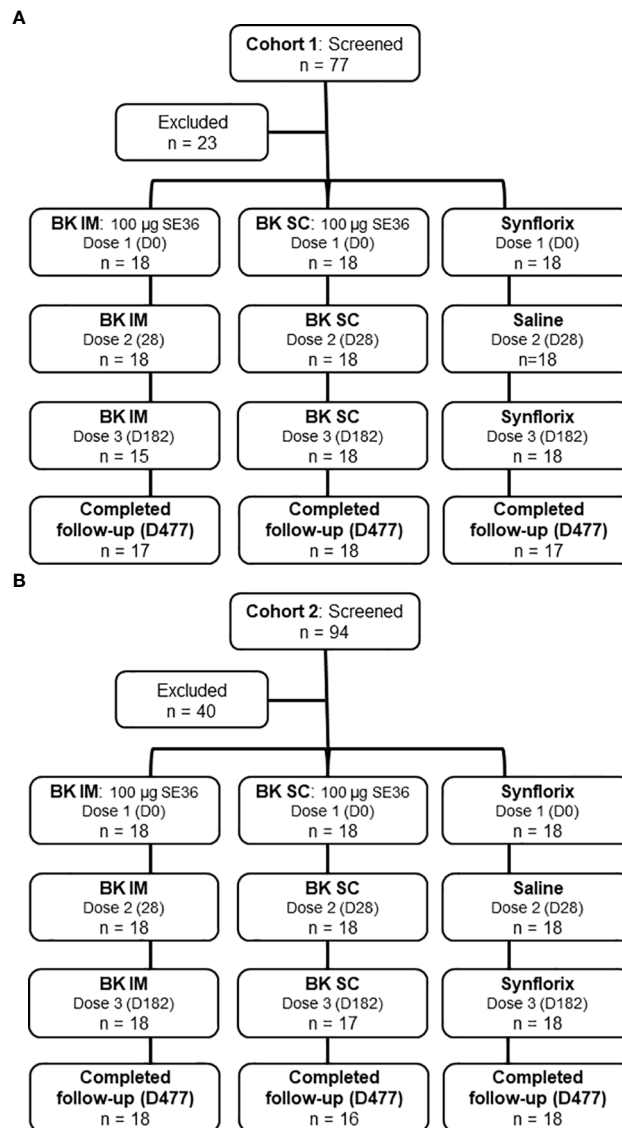 A
Cohort 1: Screened
n = 77
Excluded
n = 23
BK IM: 100 µg SE36
Dose 1 (D0)
n = 18
BK SC: 100 µg SE36
Dose 1 (D0)
n = 18
Synflorix
Dose 1 (D0)
n = 18
BK IM
Dose 2 (28)
n = 18
BK SC
Dose 2 (D28)
n = 18
Saline
Dose 2 (D28)
n=18
BK IM
Dose 3 (D182)
n = 15
BK SC
Dose 3 (D182)
n = 18
Synflorix
Dose 3 (D182)
n = 18
Completed
follow-up (D477)
n = 17
Completed
follow-up (D477)
n = 18
Completed
follow-up (D477)
n = 17
B
Cohort 2: Screened
n = 94
Excluded
n = 40
BK IM: 100 µg SE36
Dose 1 (D0)
n = 18
BK SC: 100 µg SE36
Dose 1 (D0)
n = 18
Synflorix
Dose 1 (D0)
n = 18
BK IM
Dose 2 (28)
n = 18
BK SC
Dose 2 (D28)
n = 18
Saline
Dose 2 (D28)
n = 18
BK IM
Dose 3 (D182)
n = 18
BK SC
Dose 3 (D182)
n = 17
Synflorix
Dose 3 (D182)
n = 18
Completed
follow-up (D477)
n = 18
Completed
follow-up (D477)
n = 16
Completed
follow-up (D477)
n = 18